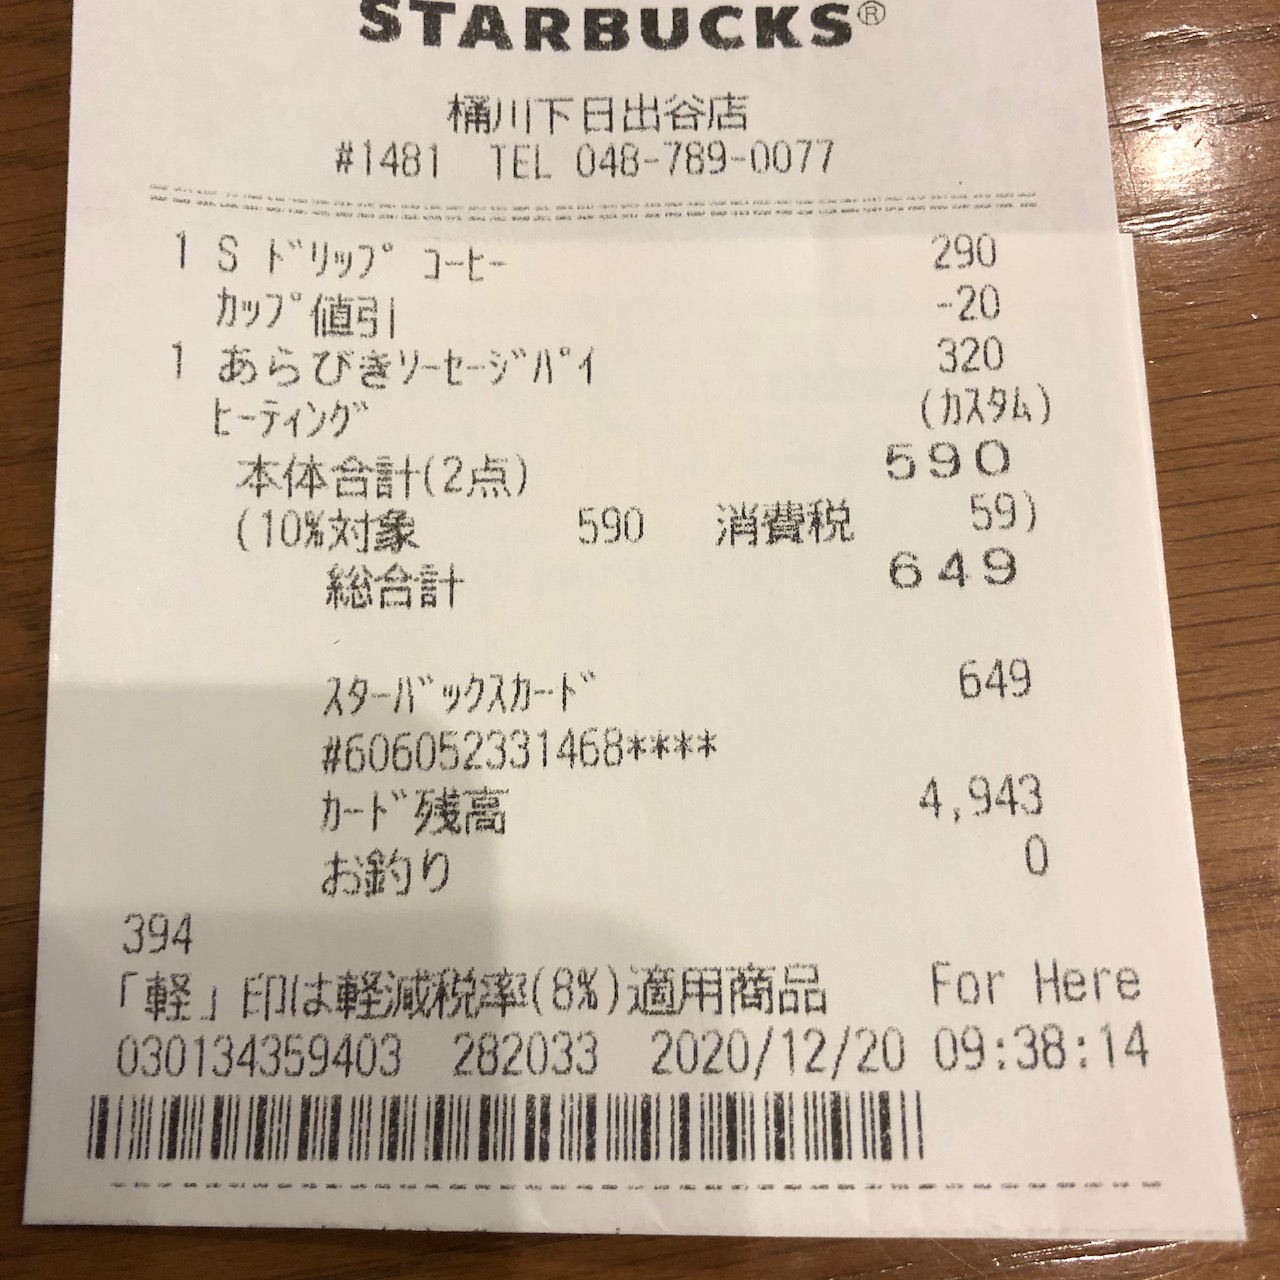 STARBUCKS®
桶川下日出谷店
#1481 TEL 048-789-0077
1 S ﾄﾞﾘｯﾌﾟ ｺｰﾋｰ 290
ｶｯﾌﾟ値引 -20
1 あらびきｿｰｾｰｼﾞﾊﾟｲ 320
ﾋｰﾃｨﾝｸﾞ (ｶｽﾀﾑ)
本体合計(2点) 590
(10%対象 590 消費税 59)
総合計 649
ｽﾀｰﾊﾞｯｸｽｶｰﾄﾞ 649
#606052331468****
ｶｰﾄﾞ残高 4,943
お釣り 0
394
「軽」印は軽減税率(8%)適用商品 For Here
030134359403 282033 2020/12/20 09:38:14